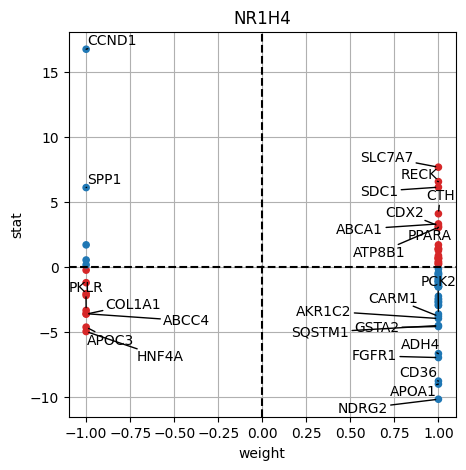 NR1H4
CCND1
15
10
SLC7A7
RECK
SPP1
SDC1
CTH
5
CDX2
ABCA1
PPARA
ATP8B1
stat
0
PCK2
PKLR
CARM1
COL1A1
AKR1C2
ABCC4
GSTA2
SQSTM1
−5
APOC3
ADH4
HNF4A
FGFR1
CD36
APOA1
−10
NDRG2
−1.00 −0.75 −0.50 −0.25 0.00 0.25 0.50 0.75 1.00
weight